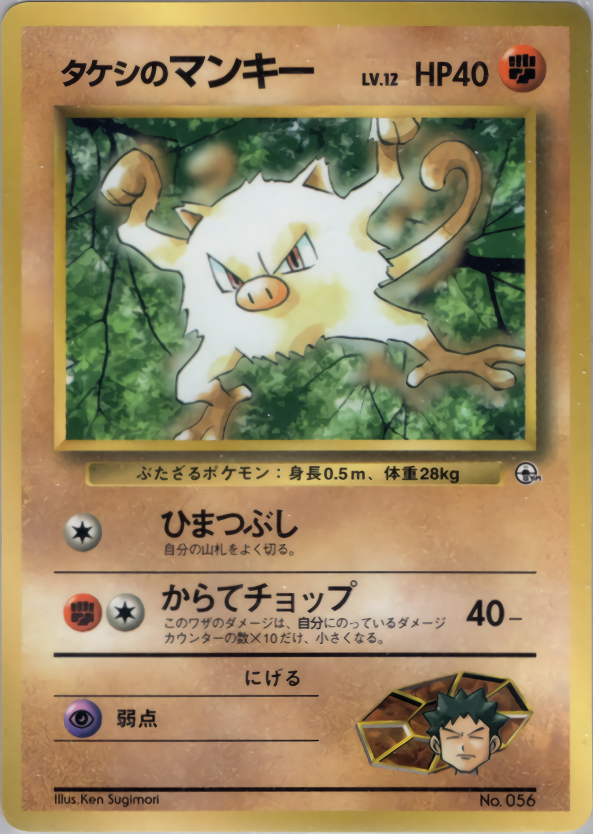 タケシのマンキー LV.12 HP40
ぶたざるポケモン：身長0.5m、体重28kg
ひまつぶし
自分の山札をよく切る。
からてチョップ 40−
このワザのダメージは、自分にのっているダメージ
カウンターの数×10だけ、小さくなる。
にげる
弱点
Illus.Ken Sugimori No. 056